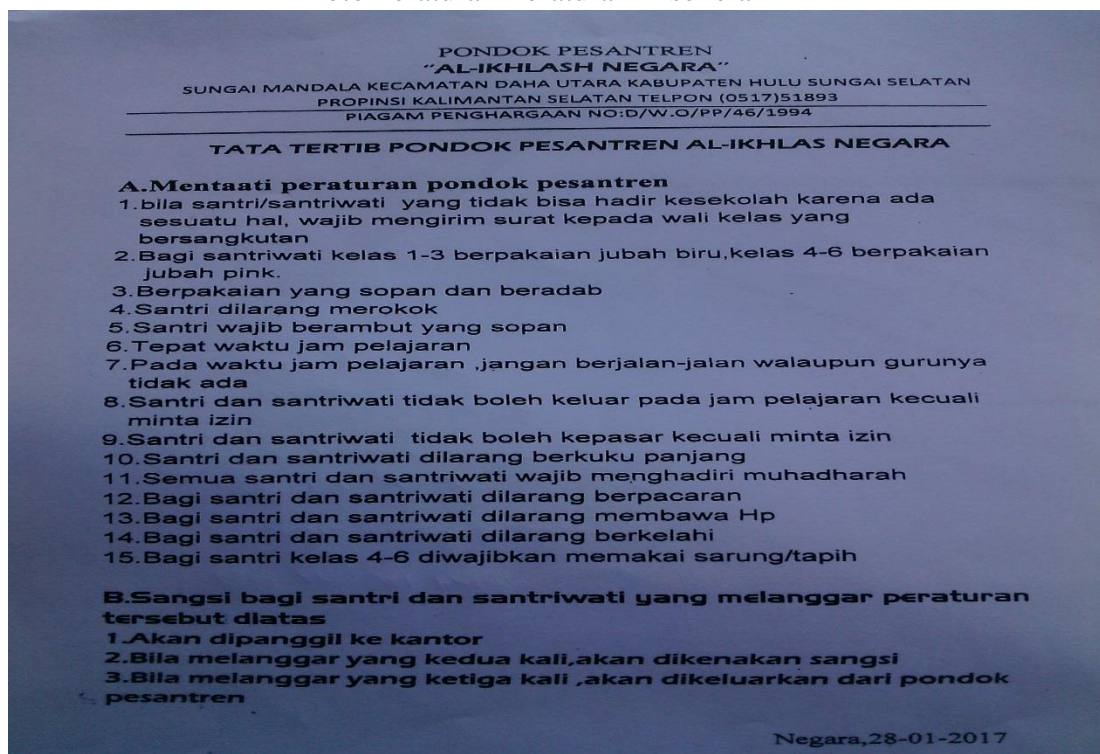 PONDOK PESANTREN
"AL-IKHLASH NEGARA"
SUNGAI MANDALA KECAMATAN DAHA UTARA KABUPATEN HULU SUNGAI SELATAN
PROPINSI KALIMANTAN SELATAN TELPON (0517)51893
PIAGAM PENGHARGAAN NO:D/W.O/PP/46/1994
TATA TERTIB PONDOK PESANTREN AL-IKHLAS NEGARA
A.Mentaati peraturan pondok pesantren
1.bila santri/santriwati yang tidak bisa hadir kesekolah karena ada
sesuatu hal, wajib mengirim surat kepada wali kelas yang
bersangkutan
2.Bagi santriwati kelas 1-3 berpakaian jubah biru,kelas 4-6 berpakaian
jubah pink.
3.Berpakaian yang sopan dan beradab
4.Santri dilarang merokok
5.Santri wajib berambut yang sopan
6.Tepat waktu jam pelajaran
7.Pada waktu jam pelajaran ,jangan berjalan-jalan walaupun gurunya
tidak ada
8.Santri dan santriwati tidak boleh keluar pada jam pelajaran kecuali
minta izin
9.Santri dan santriwati tidak boleh kepasar kecuali minta izin
10.Santri dan santriwati dilarang berkuku panjang
11.Semua santri dan santriwati wajib menghadiri muhadharah
12.Bagi santri dan santriwati dilarang berpacaran
13.Bagi santri dan santriwati dilarang membawa Hp
14.Bagi santri dan santriwati dilarang berkelahi
15.Bagi santri kelas 4-6 diwajibkan memakai sarung/tapih
B.Sangsi bagi santri dan santriwati yang melanggar peraturan
tersebut diatas
1.Akan dipanggil ke kantor
2.Bila melanggar yang kedua kali,akan dikenakan sangsi
3.Bila melanggar yang ketiga kali ,akan dikeluarkan dari pondok
pesantren
Negara,28-01-2017